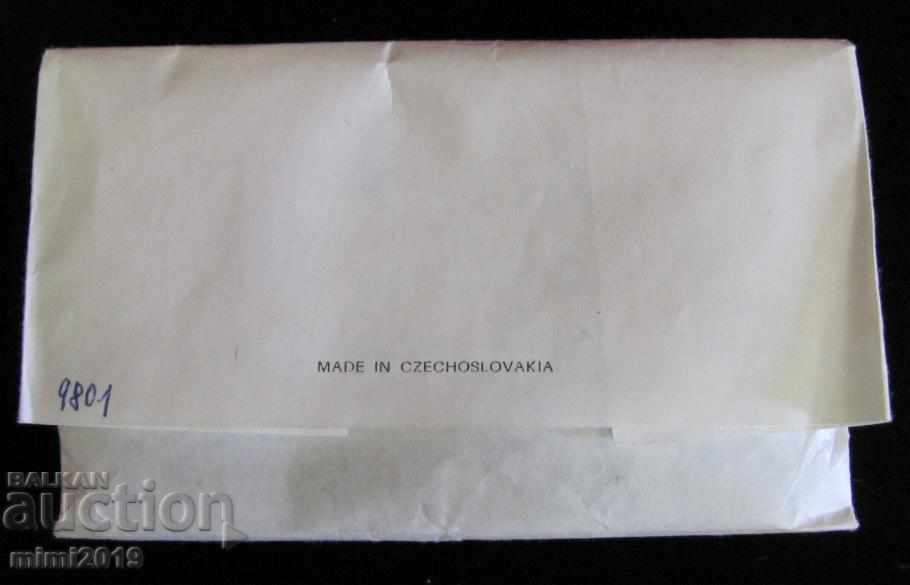 MADE IN CZECHOSLOVAKIA
9801
BALKAN
auction
mimi2019